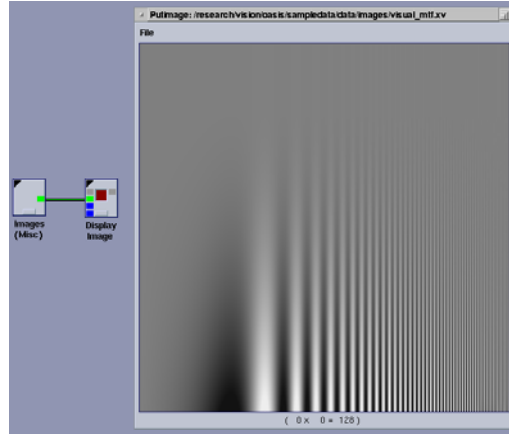 Putimage: /research/vision/oasis/sampledata/data/images/visual_mtf.xv
File
Images
(Misc)
Display
Image
( 0 x 0 = 128 )